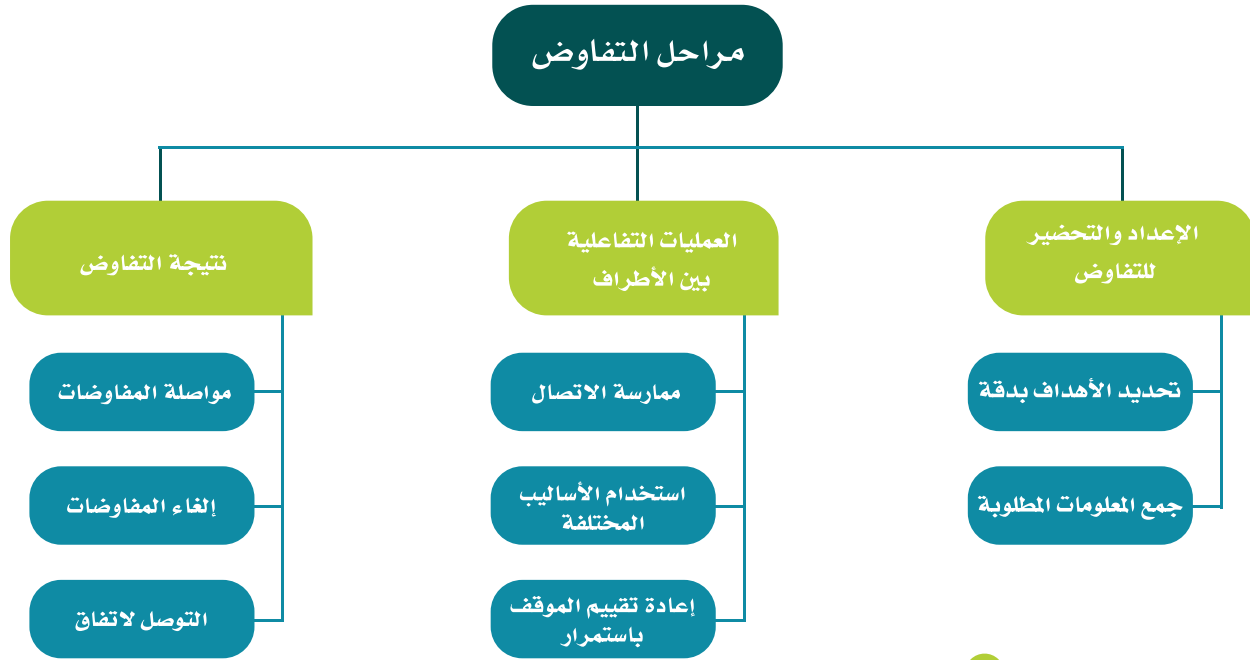 مراحل التفاوض
الإعداد والتحضير
للتفاوض
تحديد الأهداف بدقة
جمع المعلومات المطلوبة
العمليات التفاعلية
بين الأطراف
ممارسة الاتصال
استخدام الأساليب
المختلفة
إعادة تقييم الموقف
باستمرار
نتيجة التفاوض
مواصلة المفاوضات
إلغاء المفاوضات
التوصل لاتفاق